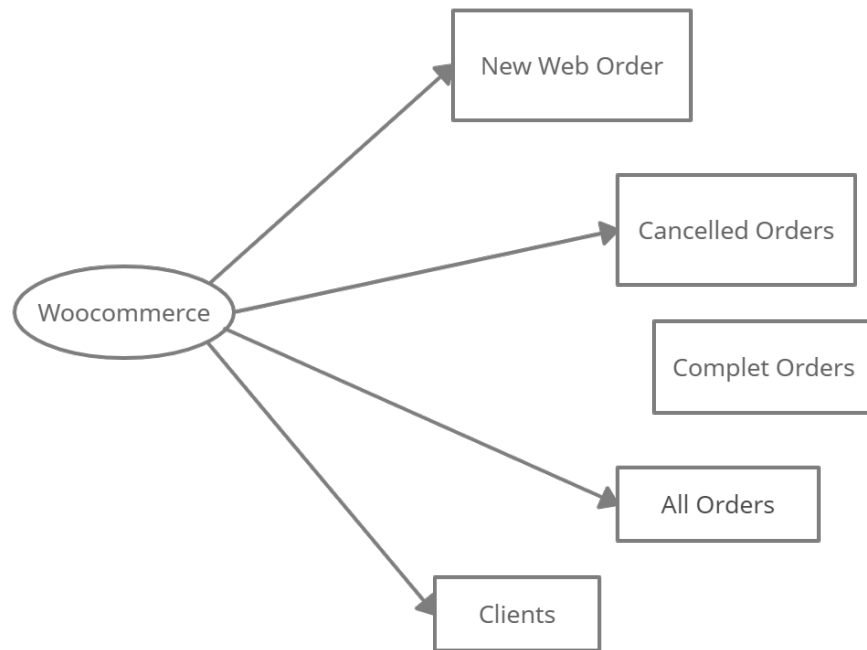 New Web Order
Cancelled Orders
Woocommerce
Complet Orders
All Orders
Clients